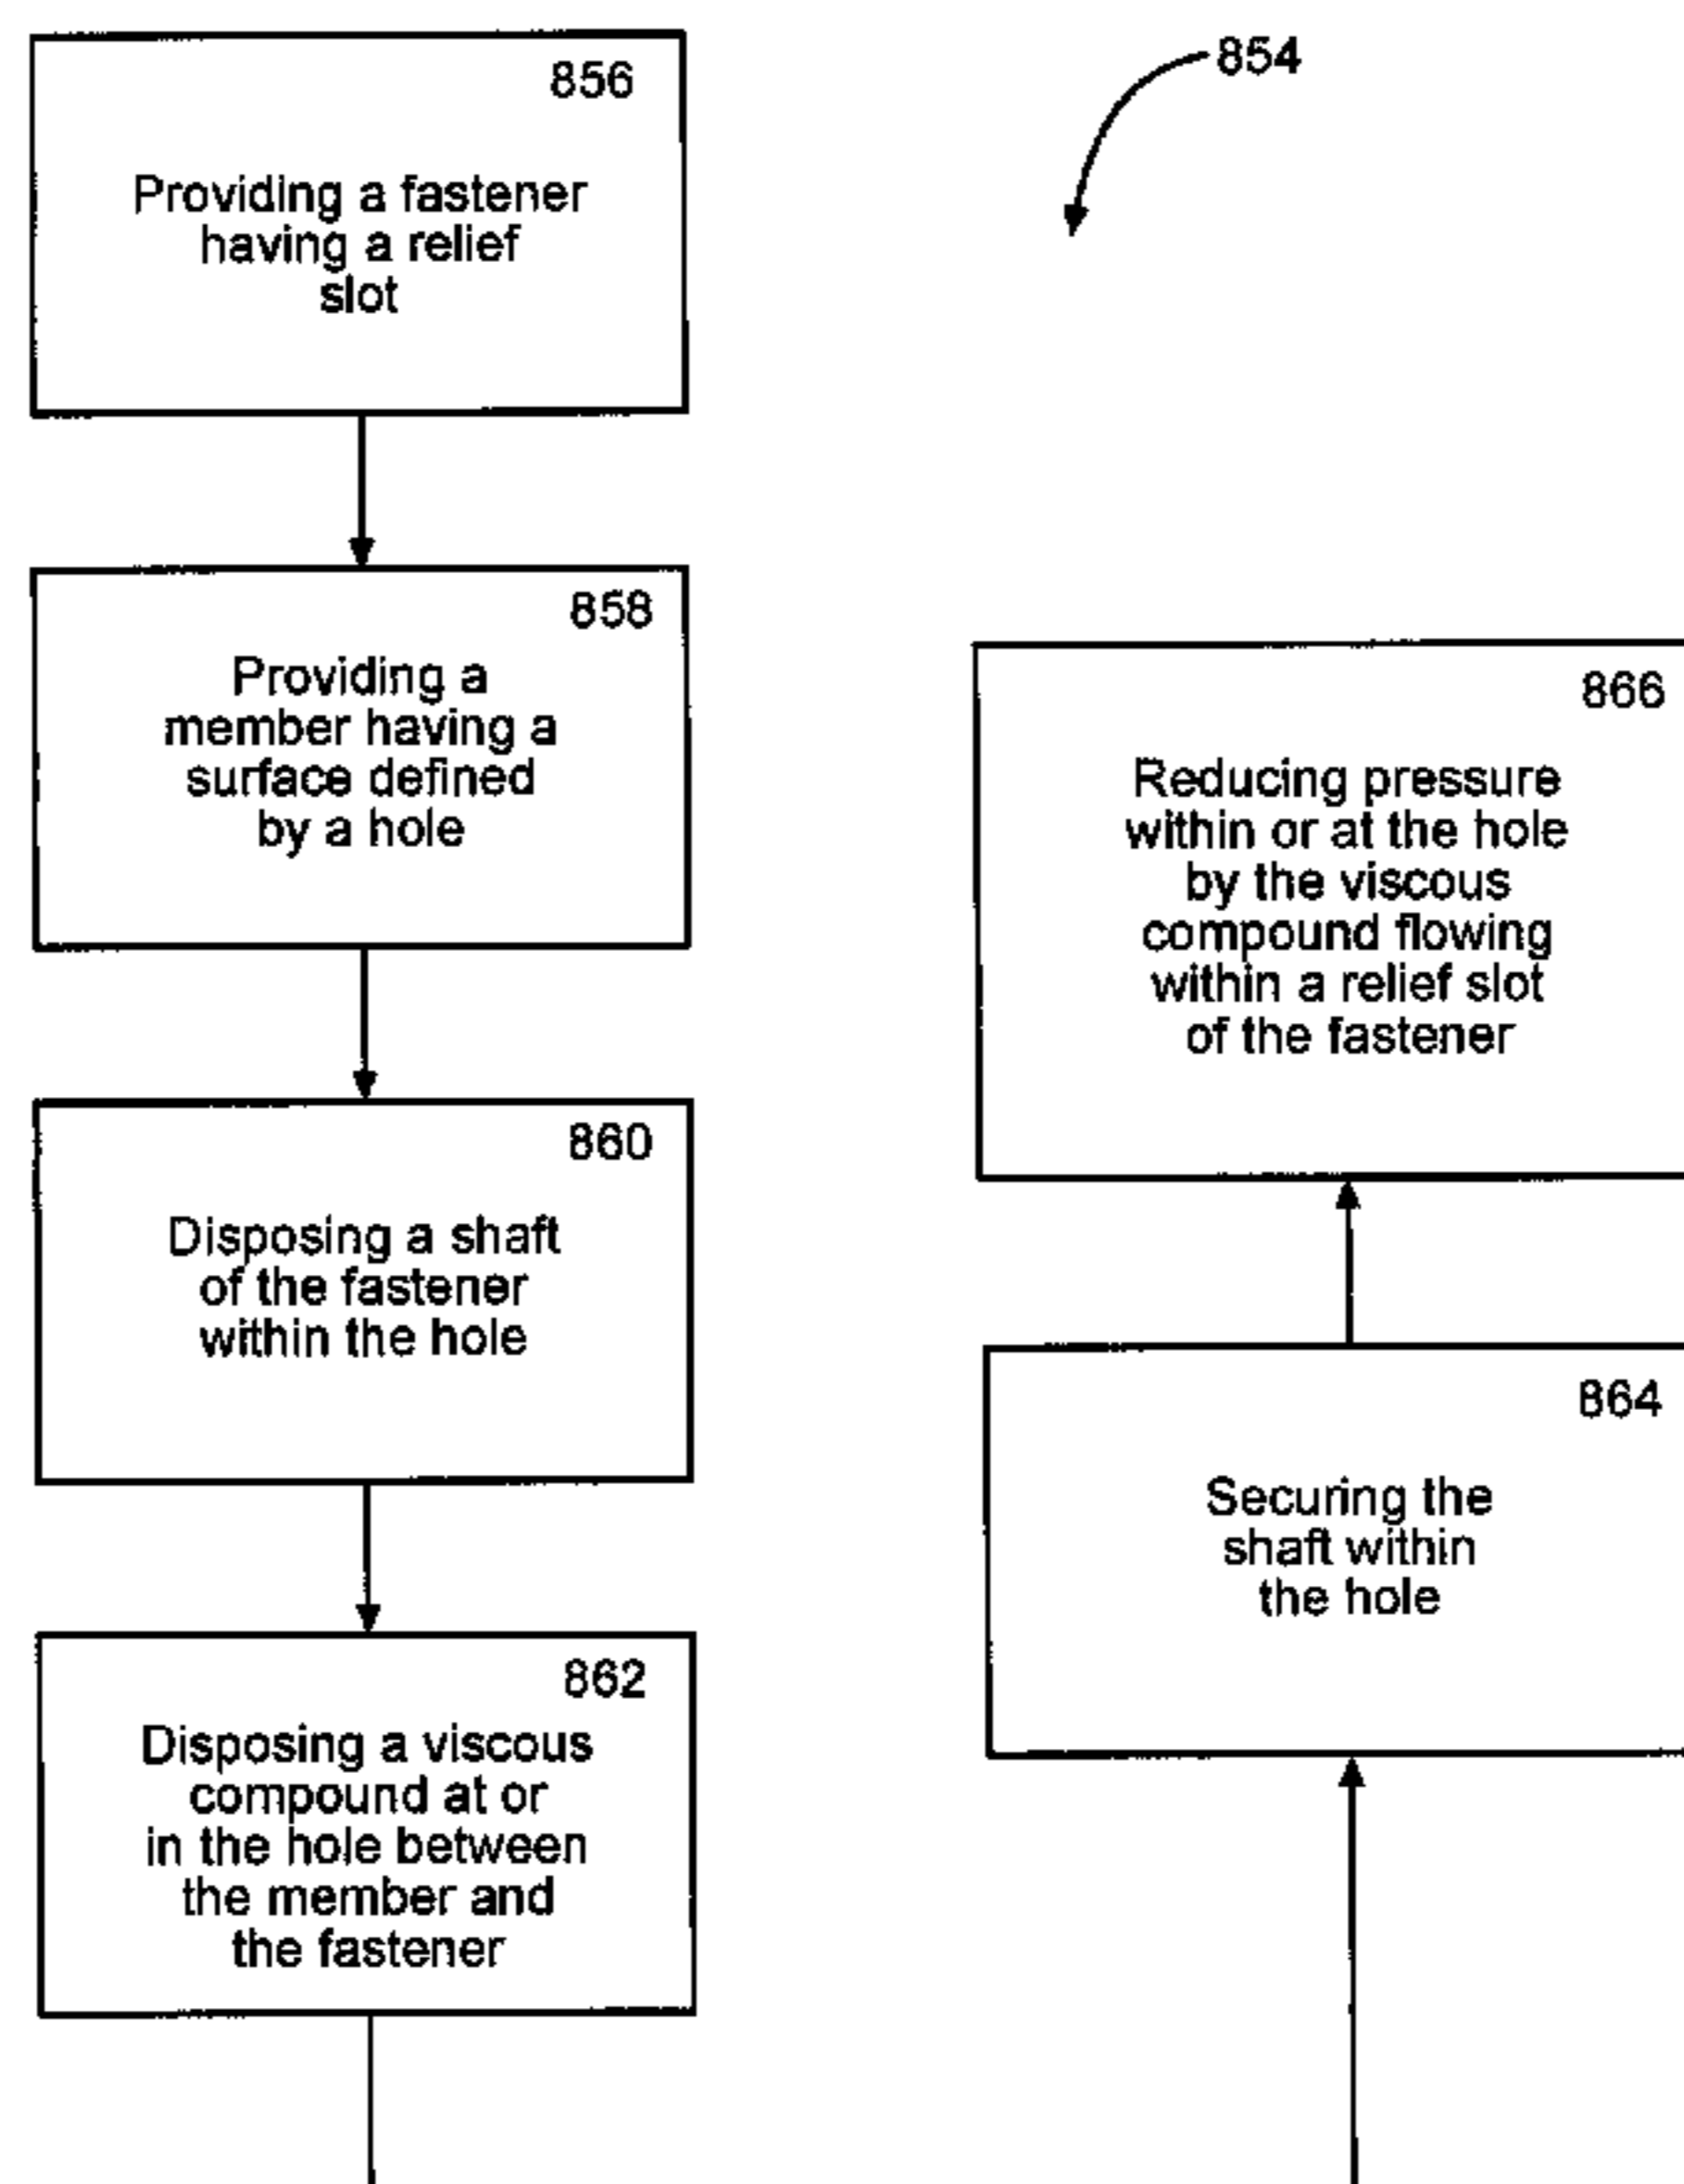 856
Providing a fastener
having a relief
slot
854
858
Providing a
member having a
surface defined
by a hole
860
Disposing a shaft
of the fastener
within the hole
862
Disposing a viscous
compound at or
in the hole between
the member and
the fastener
864
Securing the
shaft within
the hole
866
Reducing pressure
within or at the hole
by the viscous
compound flowing
within a relief slot
of the fastener